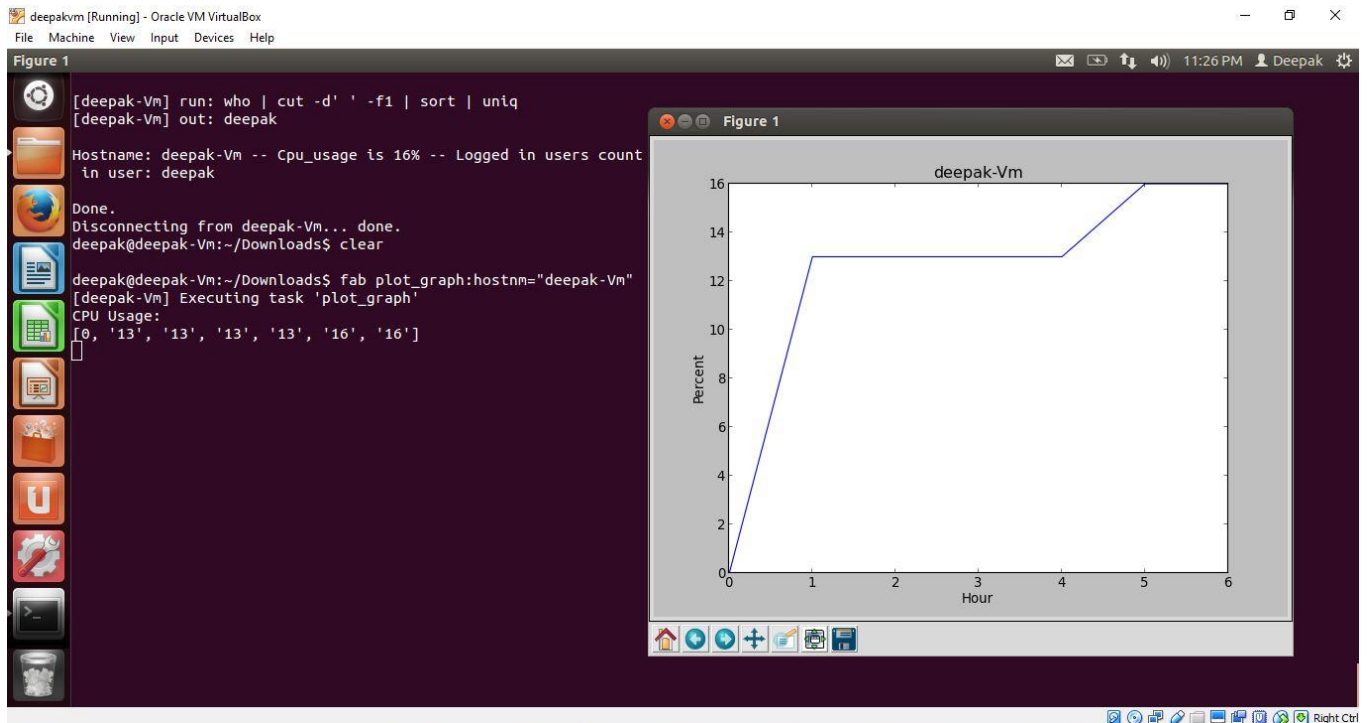 deepakvm [Running] - Oracle VM VirtualBox
File Machine View Input Devices Help
Figure 1
11:26 PM Deepak
[deepak-Vm] run: who | cut -d' ' -f1 | sort | uniq
[deepak-Vm] out: deepak
Hostname: deepak-Vm -- Cpu_usage is 16% -- Logged in users count
in user: deepak
Done.
Disconnecting from deepak-Vm... done.
deepak@deepak-Vm:~/Downloads$ clear
deepak@deepak-Vm:~/Downloads$ fab plot_graph:hostnm="deepak-Vm"
[deepak-Vm] Executing task 'plot_graph'
CPU Usage:
[0, '13', '13', '13', '13', '16', '16']
Figure 1
deepak-Vm
16
14
12
10
8
6
4
2
0
Percent
0 1 2 3 4 5 6
Hour
Right Ctrl